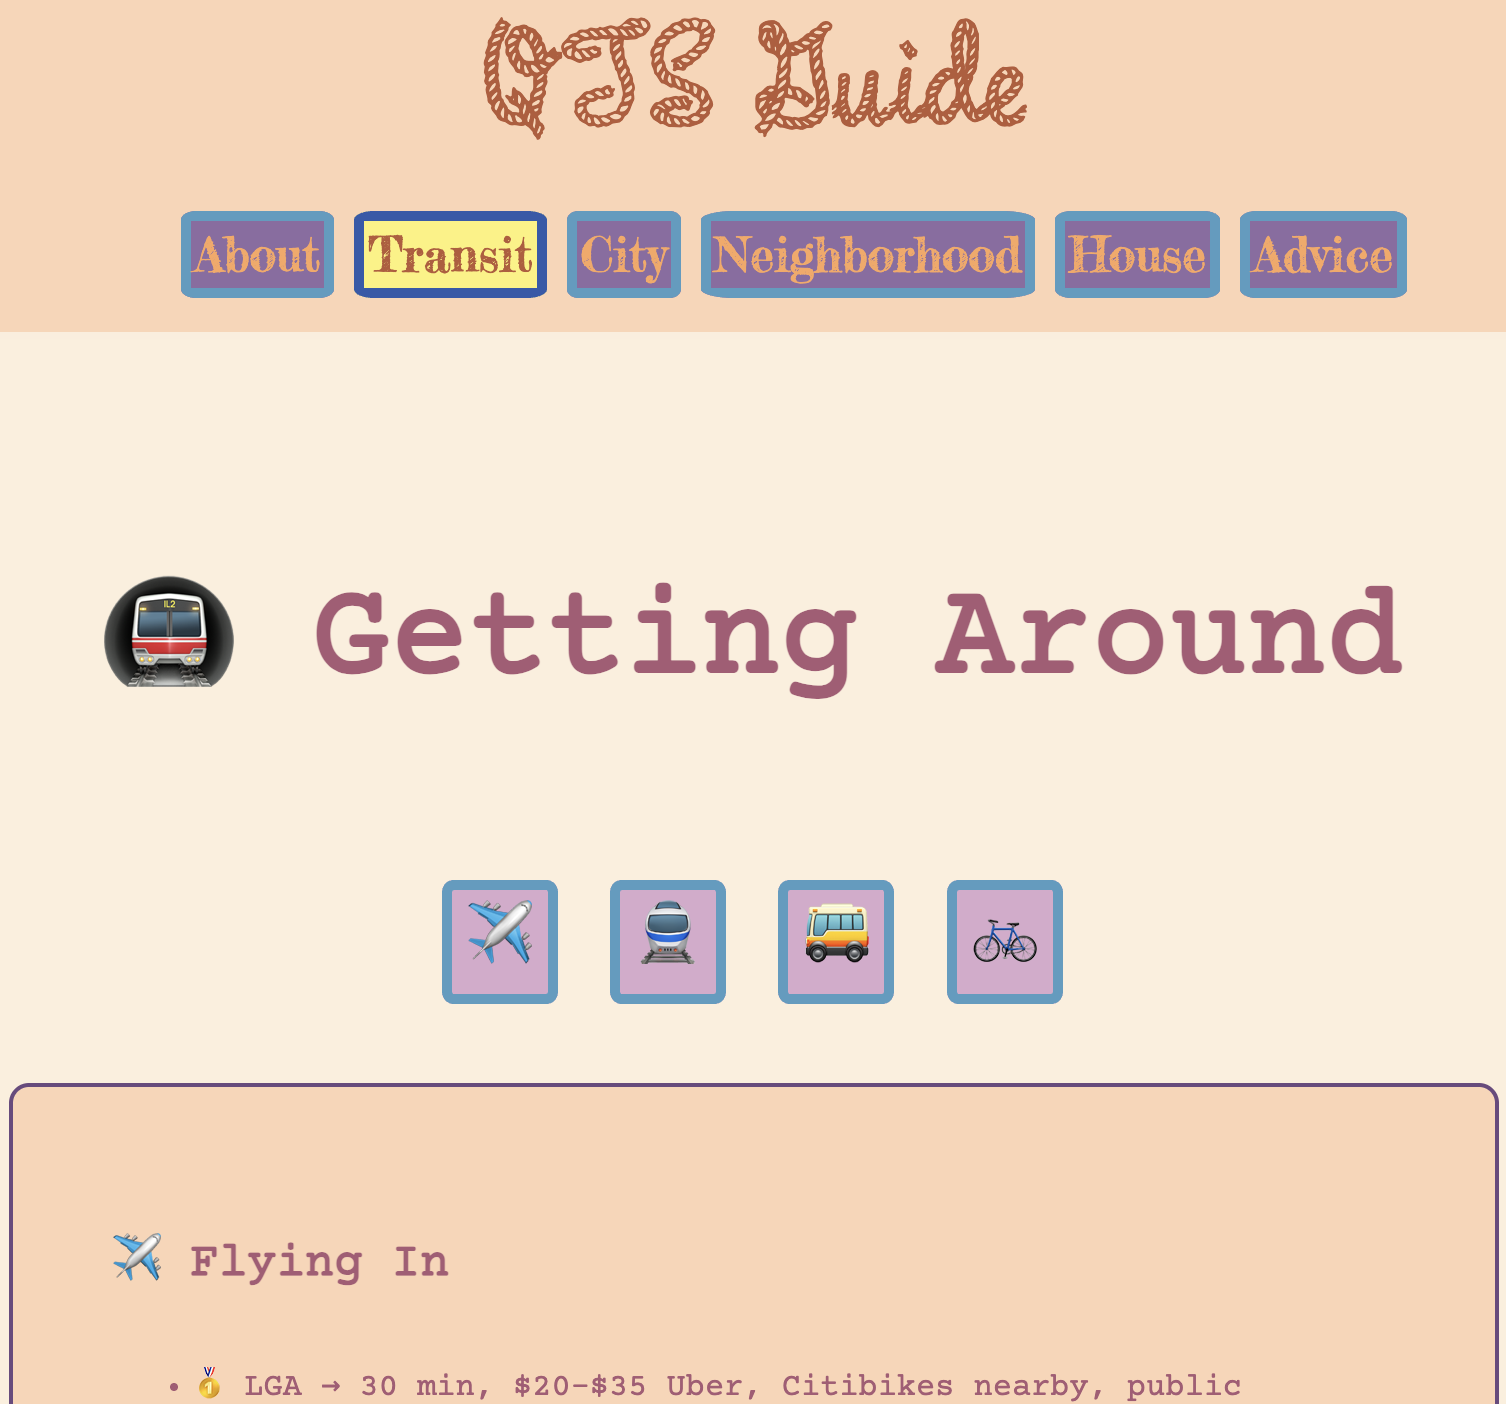 QTS Guide
About Transit City Neighborhood House Advice
🚇 Getting Around
✈️ Flying In
• 🥇 LGA → 30 min, $20-$35 Uber, Citibikes nearby, public